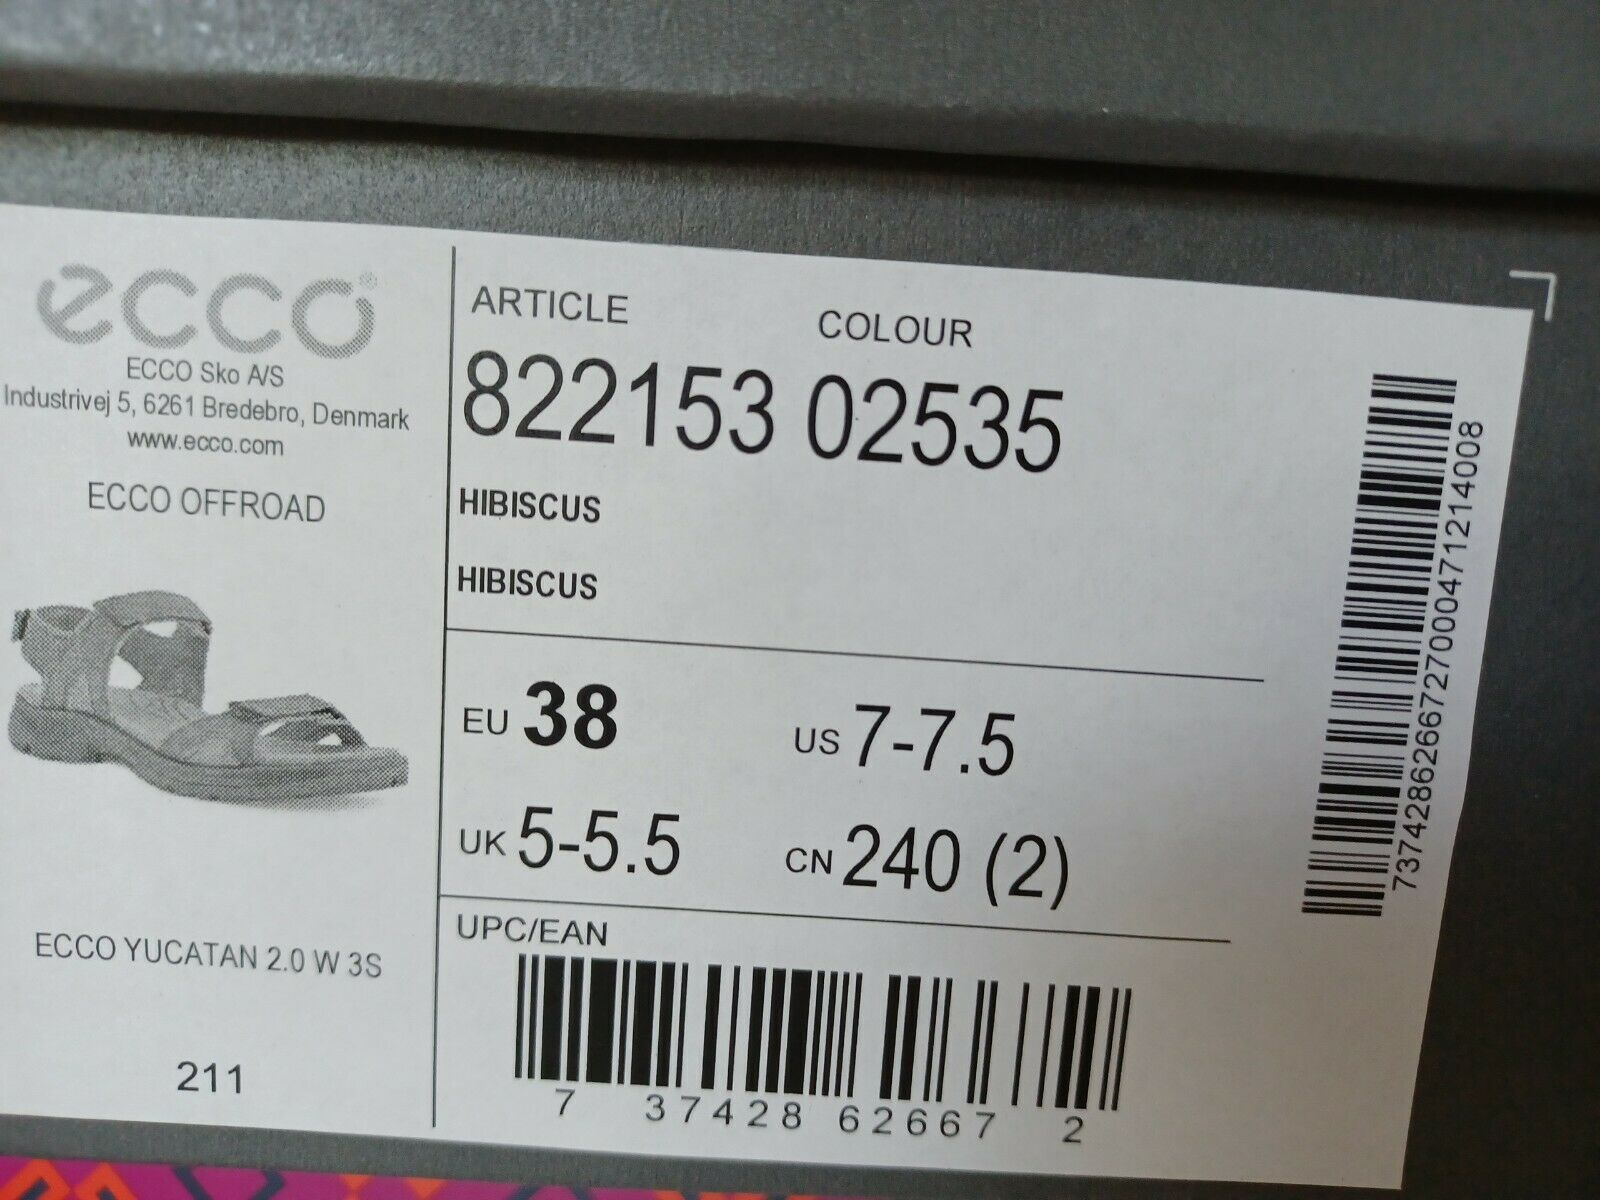 ecco®
ECCO Sko A/S
Industrivej 5, 6261 Bredebro, Denmark
www.ecco.com
ECCO OFFROAD
ECCO YUCATAN 2.0 W 3S
211
ARTICLE COLOUR
822153 02535
HIBISCUS
HIBISCUS
EU 38 US 7-7.5
UK 5-5.5 CN 240 (2)
UPC/EAN
7 37428 62667 2
7374286266727000471214008